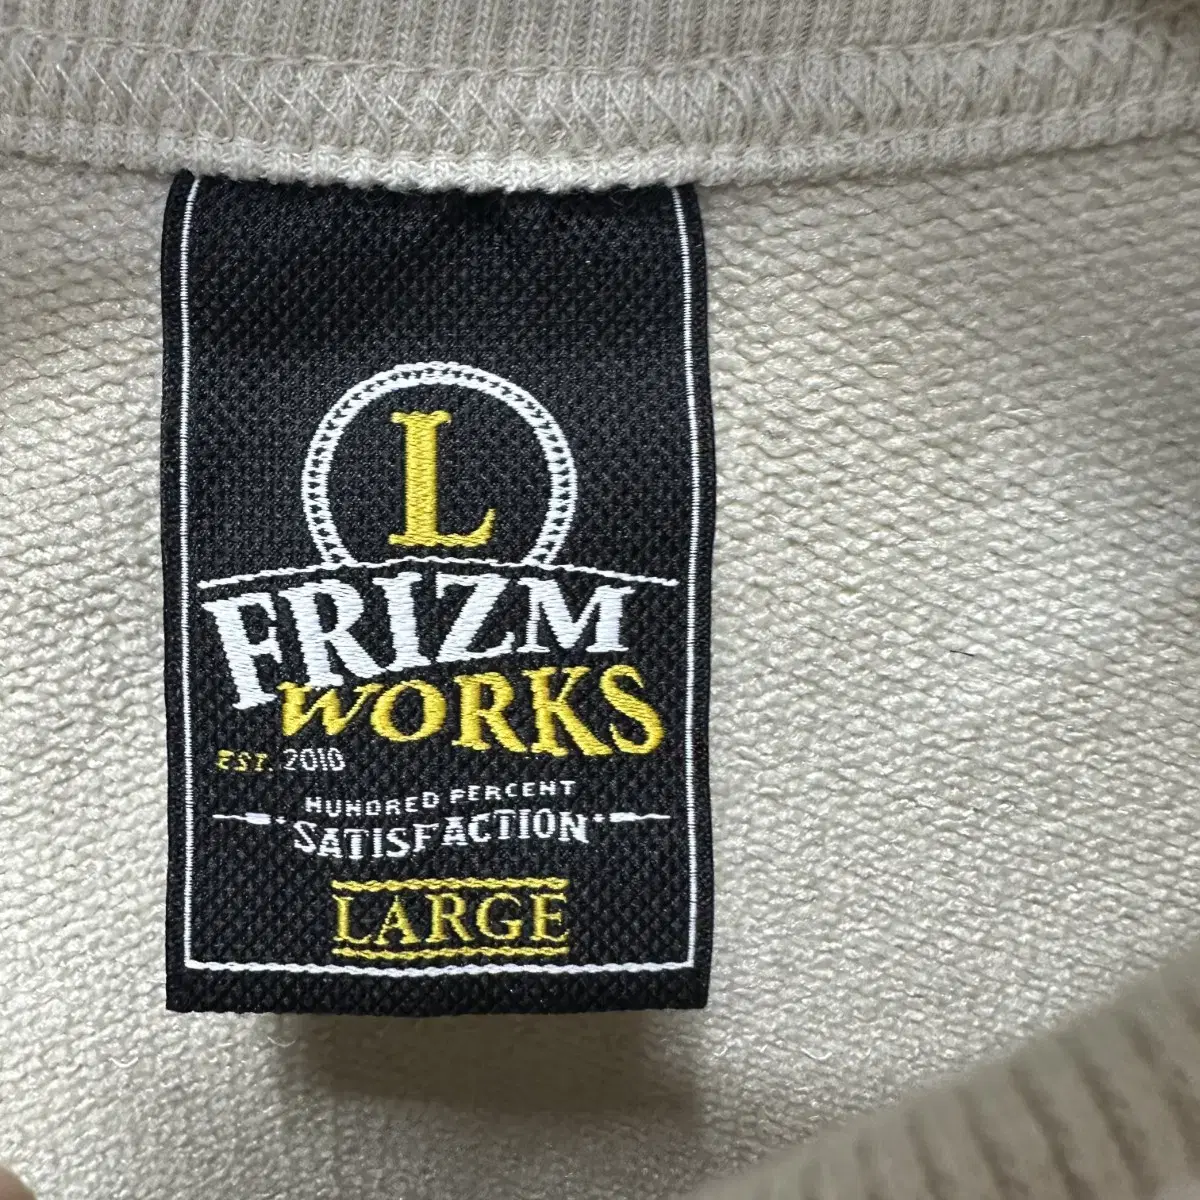 L
FRIZM
WORKS
EST. 2010
HUNDRED PERCENT
SATISFACTION
LARGE